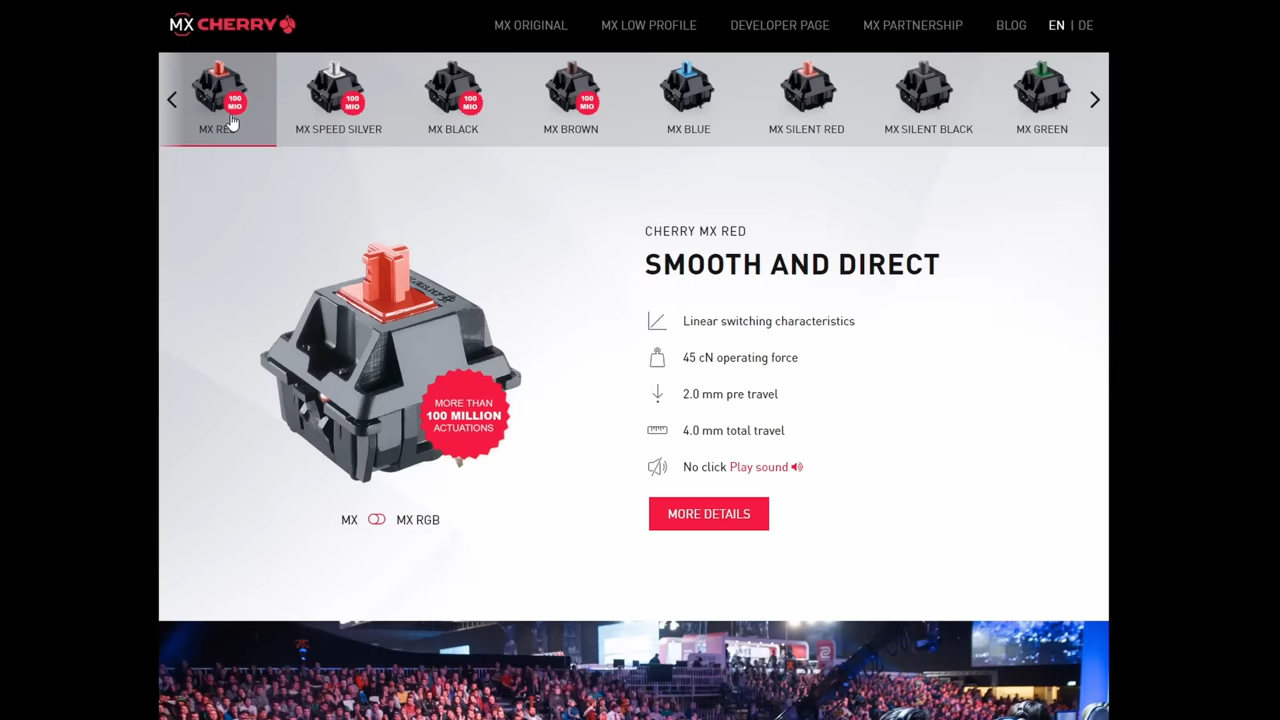 MX CHERRY
MX ORIGINAL
MX LOW PROFILE
DEVELOPER PAGE
MX PARTNERSHIP
BLOG
EN | DE
100 MIO
100 MIO
100 MIO
100 MIO
MX RED
MX SPEED SILVER
MX BLACK
MX BROWN
MX BLUE
MX SILENT RED
MX SILENT BLACK
MX GREEN
CHERRY MX RED
SMOOTH AND DIRECT
Linear switching characteristics
45 cN operating force
2.0 mm pre travel
4.0 mm total travel
No click Play sound
MORE DETAILS
MORE THAN
100 MILLION
ACTUATIONS
MX
MX RGB